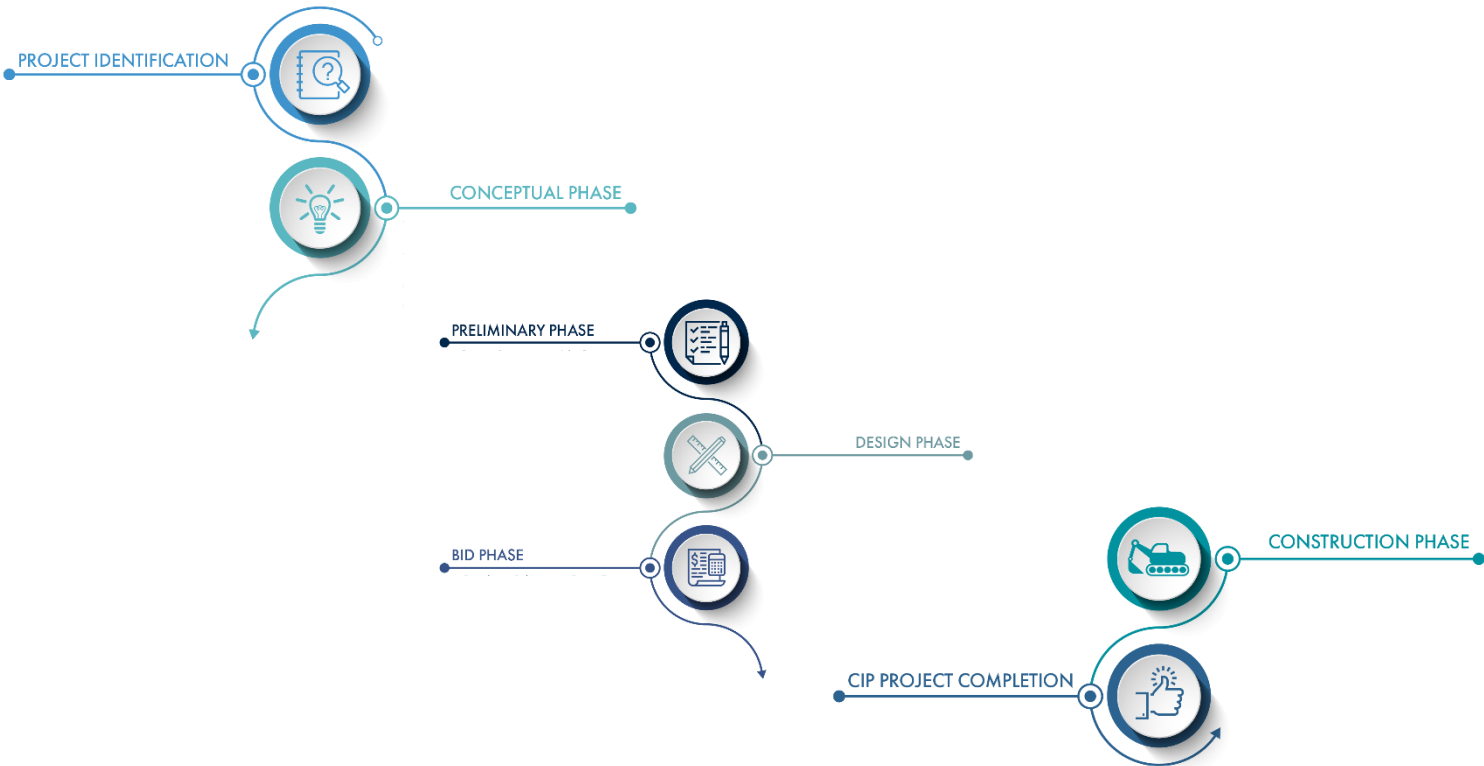 PROJECT IDENTIFICATION
?
CONCEPTUAL PHASE
PRELIMINARY PHASE
DESIGN PHASE
BID PHASE
$
CONSTRUCTION PHASE
CIP PROJECT COMPLETION